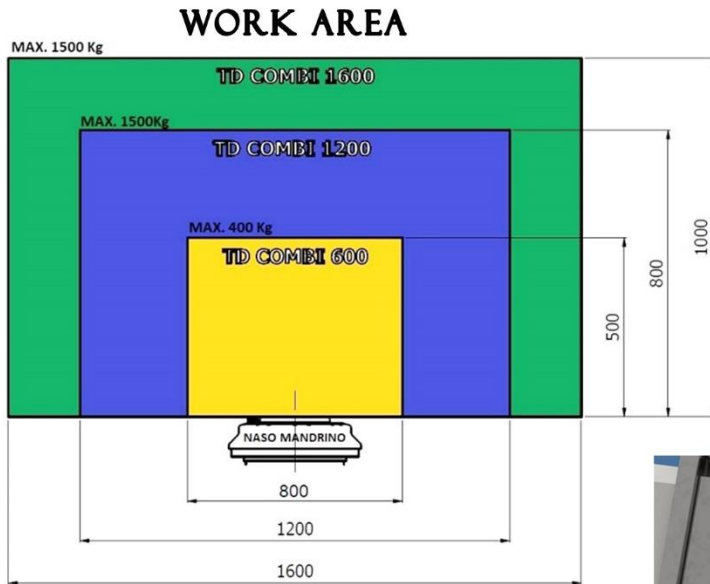 WORK AREA
MAX. 1500 Kg
TD COMBI 1600
MAX. 1500Kg
TD COMBI 1200
MAX. 400 Kg
TD COMBI 600
500
800
1000
NASO MANDRINO
800
1200
1600